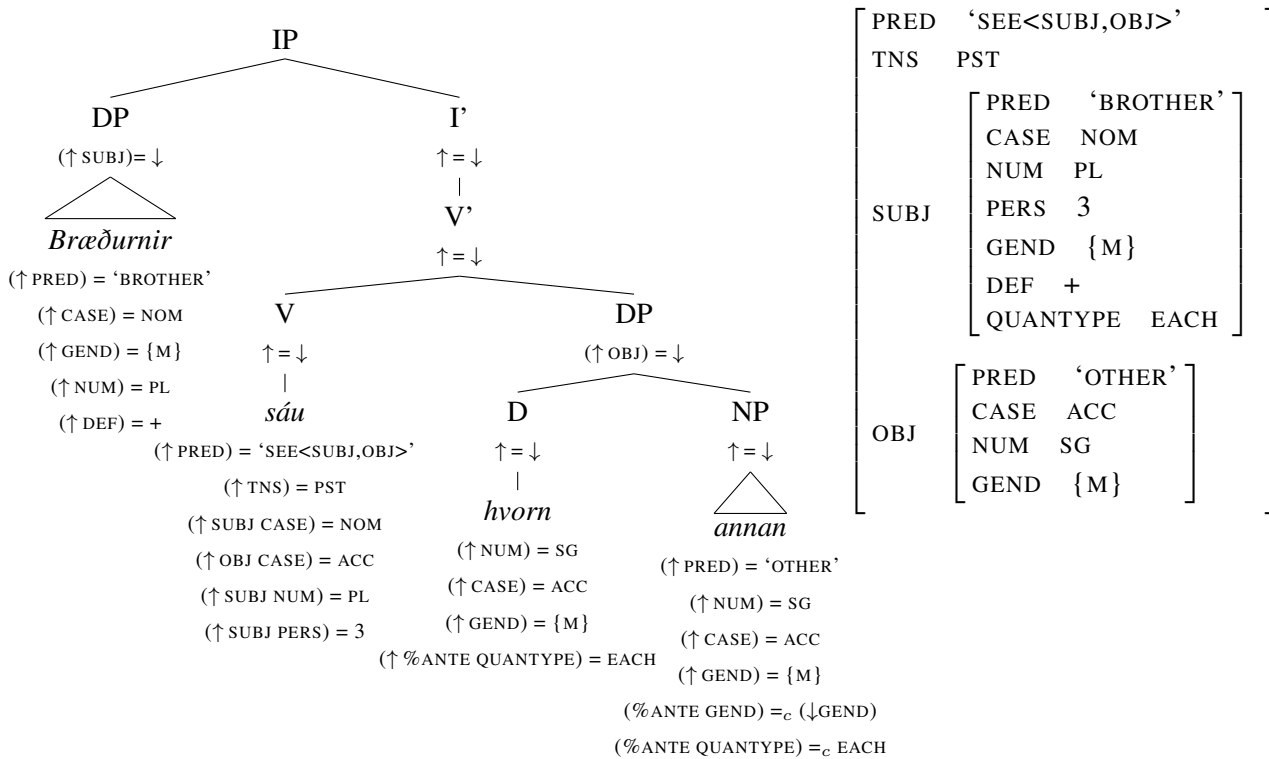 IP
DP
(↑ SUBJ)= ↓
Bræðurnir
(↑ PRED) = ‘BROTHER’
(↑ CASE) = NOM
(↑ GEND) = {M}
(↑ NUM) = PL
(↑ DEF) = +
I’
↑ = ↓
V’
↑ = ↓
V
↑ = ↓
sáu
(↑ PRED) = ‘SEE<SUBJ,OBJ>’
(↑ TNS) = PST
(↑ SUBJ CASE) = NOM
(↑ OBJ CASE) = ACC
(↑ SUBJ NUM) = PL
(↑ SUBJ PERS) = 3
DP
(↑ OBJ) = ↓
D
↑ = ↓
hvorn
(↑ NUM) = SG
(↑ CASE) = ACC
(↑ GEND) = {M}
(↑ %ANTE QUANTYPE) = EACH
NP
↑ = ↓
annan
(↑ PRED) = ‘OTHER’
(↑ NUM) = SG
(↑ CASE) = ACC
(↑ GEND) = {M}
(%ANTE GEND) =c (↓GEND)
(%ANTE QUANTYPE) =c EACH
PRED ‘SEE<SUBJ,OBJ>’
TNS PST
SUBJ
PRED ‘BROTHER’
CASE NOM
NUM PL
PERS 3
GEND {M}
DEF +
QUANTYPE EACH
OBJ
PRED ‘OTHER’
CASE ACC
NUM SG
GEND {M}